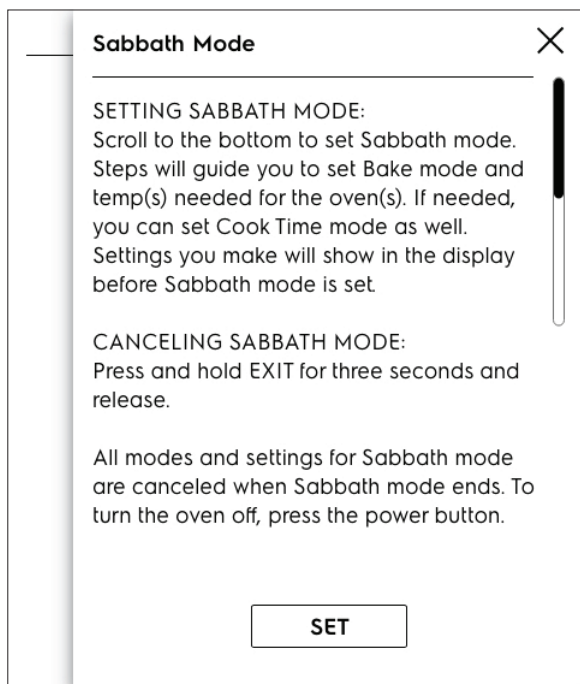 Sabbath Mode
SETTING SABBATH MODE:
Scroll to the bottom to set Sabbath mode.
Steps will guide you to set Bake mode and
temp(s) needed for the oven(s). If needed,
you can set Cook Time mode as well.
Settings you make will show in the display
before Sabbath mode is set.
CANCELING SABBATH MODE:
Press and hold EXIT for three seconds and
release.
All modes and settings for Sabbath mode
are canceled when Sabbath mode ends. To
turn the oven off, press the power button.
SET